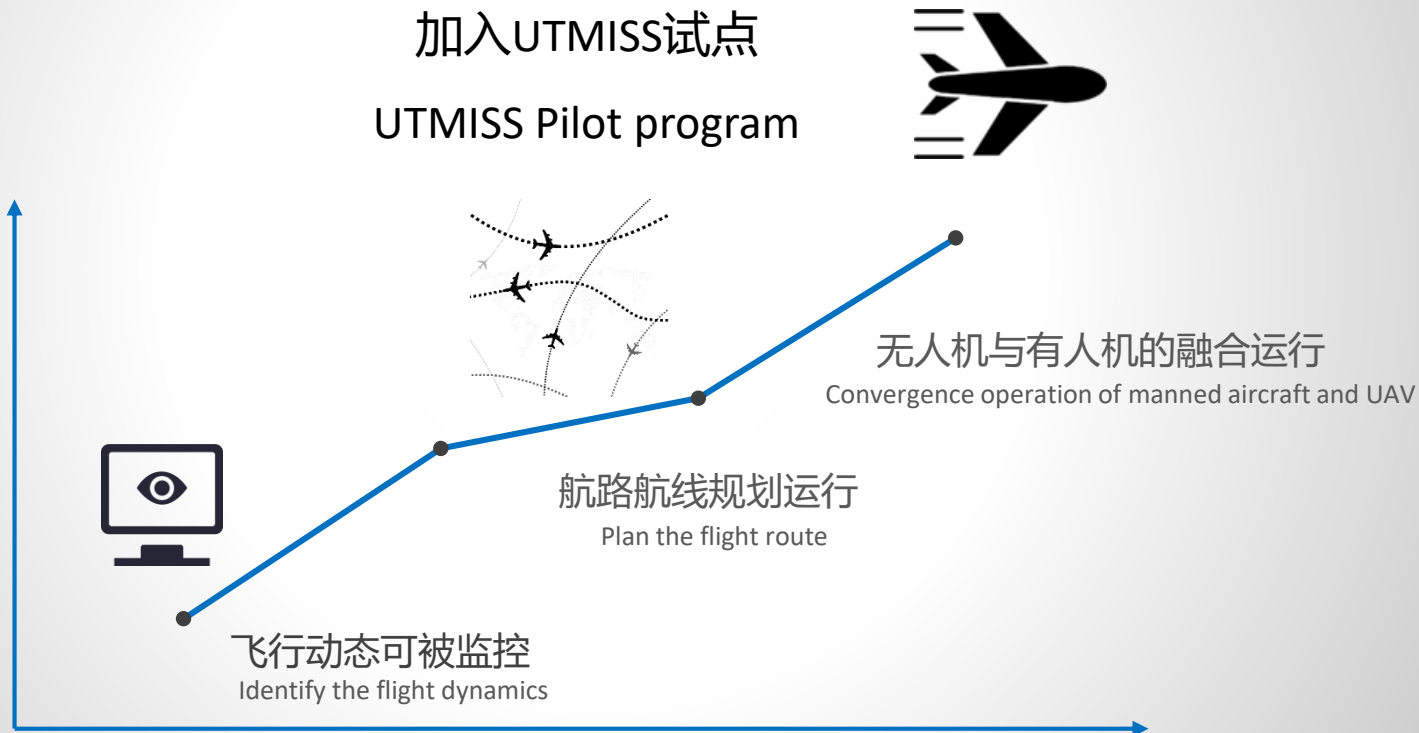 加入UTMISS试点
UTMISS Pilot program
无人机与有人机的融合运行
Convergence operation of manned aircraft and UAV
航路航线规划运行
Plan the flight route
飞行动态可被监控
Identify the flight dynamics